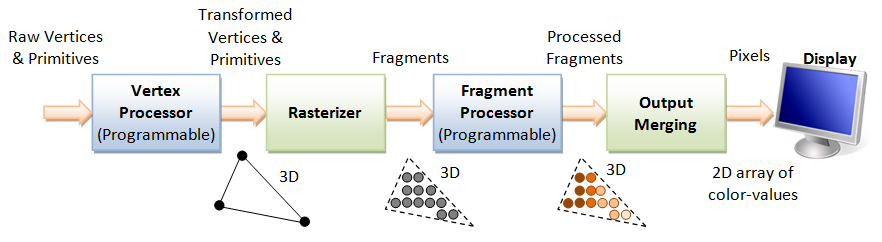 Raw Vertices
& Primitives
Transformed
Vertices &
Primitives
Fragments
Processed
Fragments
Pixels
Display
Vertex
Processor
(Programmable)
Rasterizer
Fragment
Processor
(Programmable)
Output
Merging
3D
3D
3D
2D array of
color-values